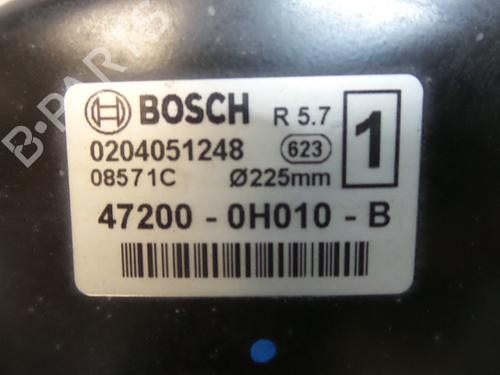 BOSCH R 5.7 1
0204051248 623
08571C Ø225mm
47200 - 0H010 - B
B-PARTS